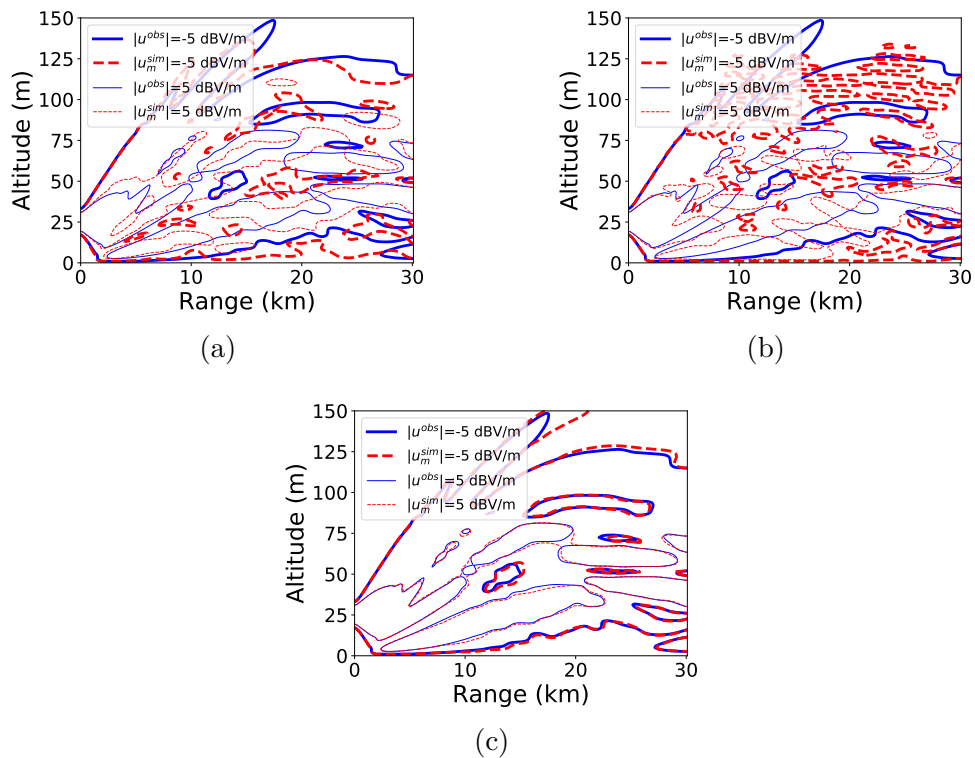 150
125
100
75
50
25
0
Altitude (m)
|u^obs|=-5 dBV/m
|u_m^sim|=-5 dBV/m
|u^obs|=5 dBV/m
|u_m^sim|=5 dBV/m
0 10 20 30
Range (km)
(a)
150
125
100
75
50
25
0
Altitude (m)
|u^obs|=-5 dBV/m
|u_m^sim|=-5 dBV/m
|u^obs|=5 dBV/m
|u_m^sim|=5 dBV/m
0 10 20 30
Range (km)
(b)
150
125
100
75
50
25
0
Altitude (m)
|u^obs|=-5 dBV/m
|u_m^sim|=-5 dBV/m
|u^obs|=5 dBV/m
|u_m^sim|=5 dBV/m
0 10 20 30
Range (km)
(c)